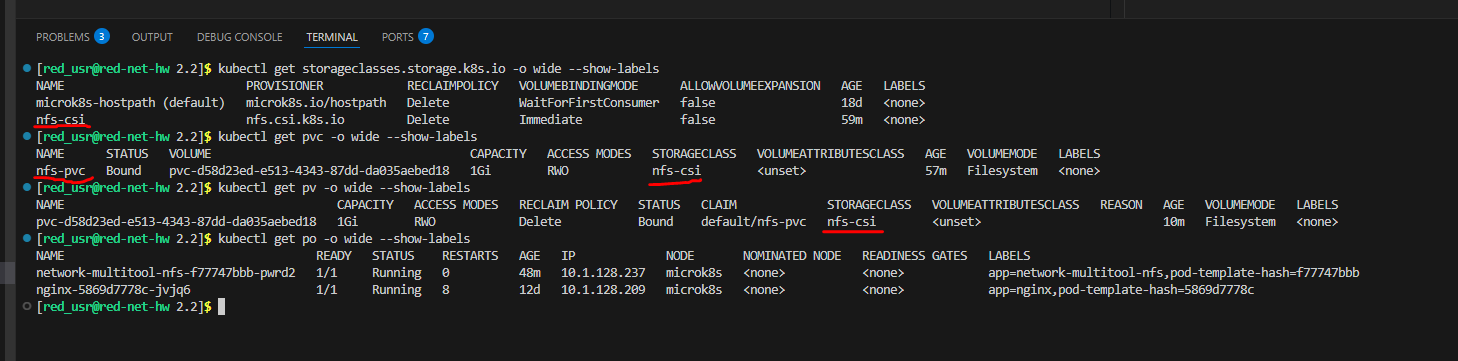 PROBLEMS 3 OUTPUT DEBUG CONSOLE TERMINAL PORTS 7
[red_usr@red-net-hw 2.2]$ kubectl get storageclasses.storage.k8s.io -o wide --show-labels
NAME PROVISIONER RECLAIMPOLICY VOLUMEBINDINGMODE ALLOWVOLUMEEXPANSION AGE LABELS
microk8s-hostpath (default) microk8s.io/hostpath Delete WaitForFirstConsumer false 18d <none>
nfs-csi nfs.csi.k8s.io Delete Immediate false 59m <none>
[red_usr@red-net-hw 2.2]$ kubectl get pvc -o wide --show-labels
NAME STATUS VOLUME CAPACITY ACCESS MODES STORAGECLASS VOLUMEATTRIBUTESCLASS AGE VOLUMEMODE LABELS
nfs-pvc Bound pvc-d58d23ed-e513-4343-87dd-da035aebed18 1Gi RWO nfs-csi <unset> 57m Filesystem <none>
[red_usr@red-net-hw 2.2]$ kubectl get pv -o wide --show-labels
NAME CAPACITY ACCESS MODES RECLAIM POLICY STATUS CLAIM STORAGECLASS VOLUMEATTRIBUTESCLASS REASON AGE VOLUMEMODE LABELS
pvc-d58d23ed-e513-4343-87dd-da035aebed18 1Gi RWO Delete Bound default/nfs-pvc nfs-csi <unset> 10m Filesystem <none>
[red_usr@red-net-hw 2.2]$ kubectl get po -o wide --show-labels
NAME READY STATUS RESTARTS AGE IP NODE NOMINATED NODE READINESS GATES LABELS
network-multitool-nfs-f77747bbb-pwrd2 1/1 Running 0 48m 10.1.128.237 microk8s <none> <none> app=network-multitool-nfs,pod-template-hash=f77747bbb
nginx-5869d7778c-jvjq6 1/1 Running 8 12d 10.1.128.209 microk8s <none> <none> app=nginx,pod-template-hash=5869d7778c
[red_usr@red-net-hw 2.2]$